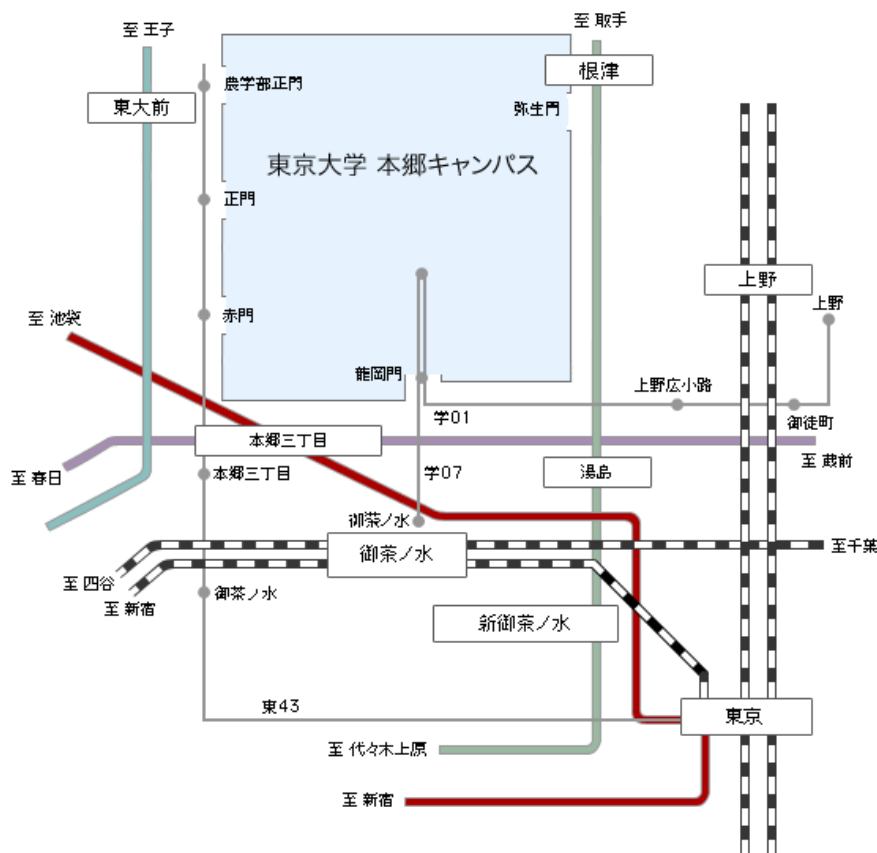 至 取手
至 王子
根津
農学部正門
東大前
弥生門
東京大学 本郷キャンパス
正門
上野
上野
至 池袋
赤門
龍岡門
上野広小路
学01
御徒町
本郷三丁目
至 蔵前
至 春日
本郷三丁目
学07
湯島
御茶ノ水
御茶ノ水
至千葉
至 四谷
至 新宿
御茶ノ水
新御茶ノ水
東43
東京
至 代々木上原
至 新宿